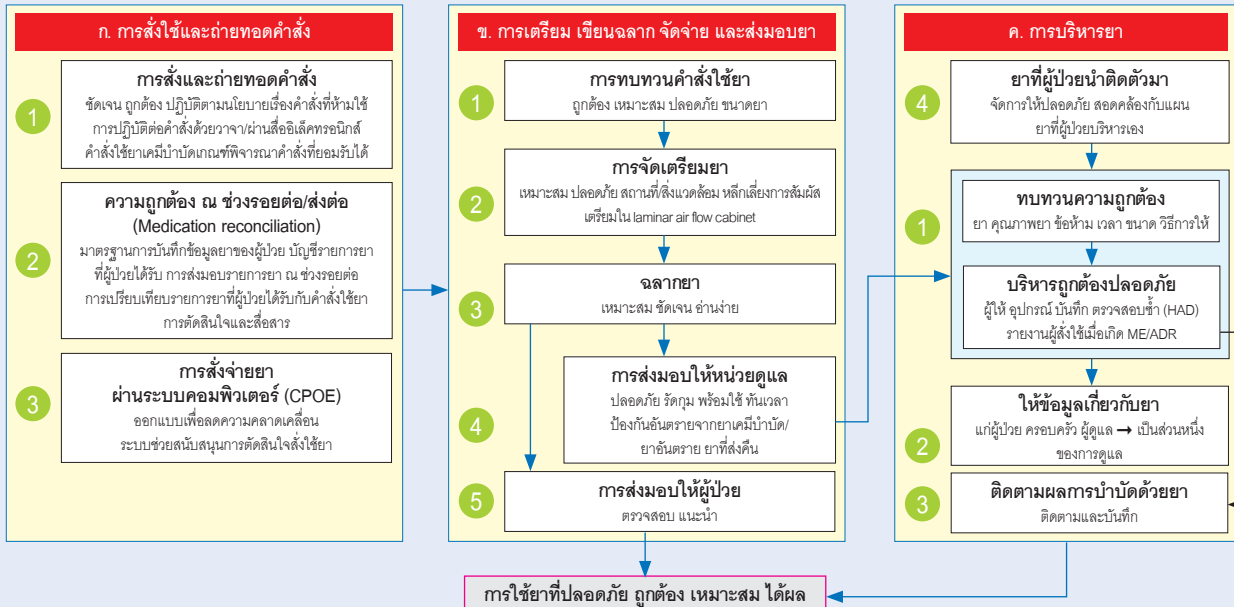 ก. การสั่งใช้และถ่ายทอดคำสั่ง
1
การสั่งและถ่ายทอดคำสั่ง
ชัดเจน ถูกต้อง ปฏิบัติตามนโยบายเรื่องคำสั่งที่ห้ามใช้
การปฏิบัติต่อคำสั่งด้วยวาจา/ผ่านสื่ออิเล็คทรอนิกส์
คำสั่งใช้ยาเคมีบำบัดเกณฑ์พิจารณาคำสั่งที่ยอมรับได้
2
ความถูกต้อง ณ ช่วงรอยต่อ/ส่งต่อ
(Medication reconciliation)
มาตรฐานการบันทึกข้อมูลยาของผู้ป่วย บัญชีรายการยา
ที่ผู้ป่วยได้รับ การส่งมอบรายการยา ณ ช่วงรอยต่อ
การเปรียบเทียบรายการยาที่ผู้ป่วยได้รับกับคำสั่งใช้ยา
การตัดสินใจและสื่อสาร
3
การสั่งจ่ายยา
ผ่านระบบคอมพิวเตอร์ (CPOE)
ออกแบบเพื่อลดความคลาดเคลื่อน
ระบบช่วยสนับสนุนการตัดสินใจสั่งใช้ยา
ข. การเตรียม เขียนฉลาก จัดจ่าย และส่งมอบยา
1
การทบทวนคำสั่งใช้ยา
ถูกต้อง เหมาะสม ปลอดภัย ขนาดยา
2
การจัดเตรียมยา
เหมาะสม ปลอดภัย สถานที่/สิ่งแวดล้อม หลีกเลี่ยงการสัมผัส
เตรียมใน laminar air flow cabinet
3
ฉลากยา
เหมาะสม ชัดเจน อ่านง่าย
4
การส่งมอบให้หน่วยดูแล
ปลอดภัย รัดกุม พร้อมใช้ ทันเวลา
ป้องกันอันตรายจากยาเคมีบำบัด/
ยาอันตราย ยาที่ส่งคืน
5
การส่งมอบให้ผู้ป่วย
ตรวจสอบ แนะนำ
ค. การบริหารยา
4
ยาที่ผู้ป่วยนำติดตัวมา
จัดการให้ปลอดภัย สอดคล้องกับแผน
ยาที่ผู้ป่วยบริหารเอง
1
ทบทวนความถูกต้อง
ยา คุณภาพยา ข้อห้าม เวลา ขนาด วิธีการให้
บริหารถูกต้องปลอดภัย
ผู้ให้ อุปกรณ์ บันทึก ตรวจสอบซ้ำ (HAD)
รายงานผู้สั่งใช้เมื่อเกิด ME/ADR
2
ให้ข้อมูลเกี่ยวกับยา
แก่ผู้ป่วย ครอบครัว ผู้ดูแล → เป็นส่วนหนึ่ง
ของการดูแล
3
ติดตามผลการบำบัดด้วยยา
ติดตามและบันทึก
การใช้ยาที่ปลอดภัย ถูกต้อง เหมาะสม ได้ผล